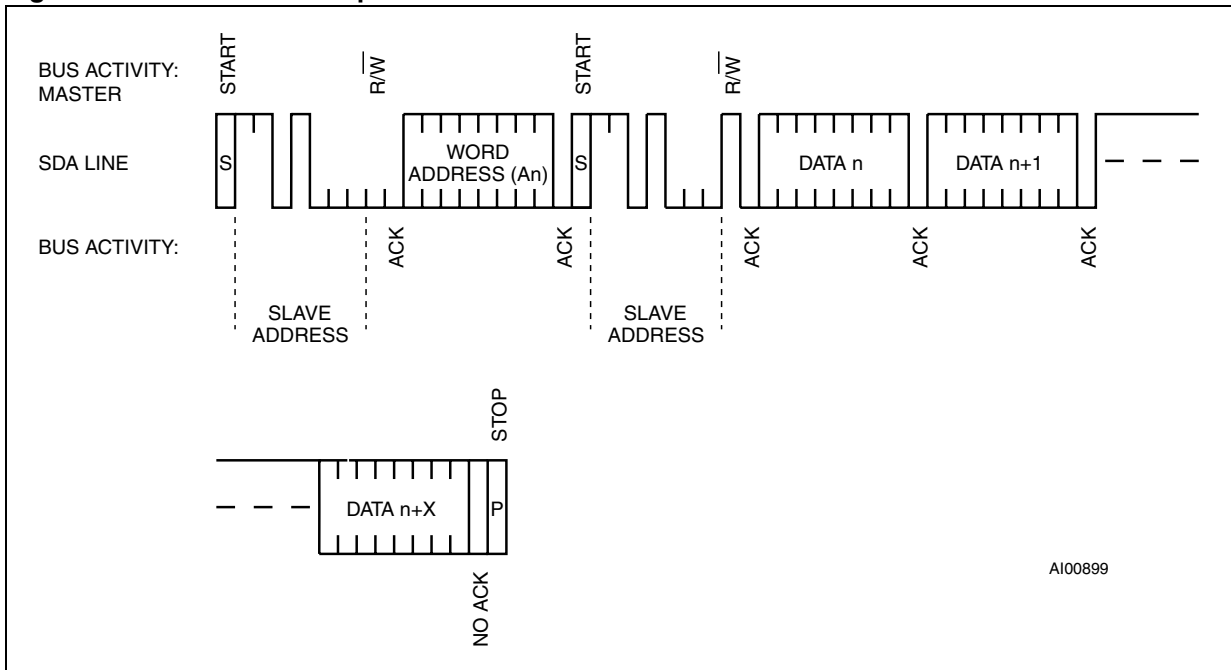 START
R/W
START
R/W
BUS ACTIVITY:
MASTER
SDA LINE
S
WORD
ADDRESS (An)
S
DATA n
DATA n+1
BUS ACTIVITY:
ACK
ACK
ACK
ACK
ACK
SLAVE
ADDRESS
SLAVE
ADDRESS
STOP
DATA n+X
P
NO ACK
AI00899